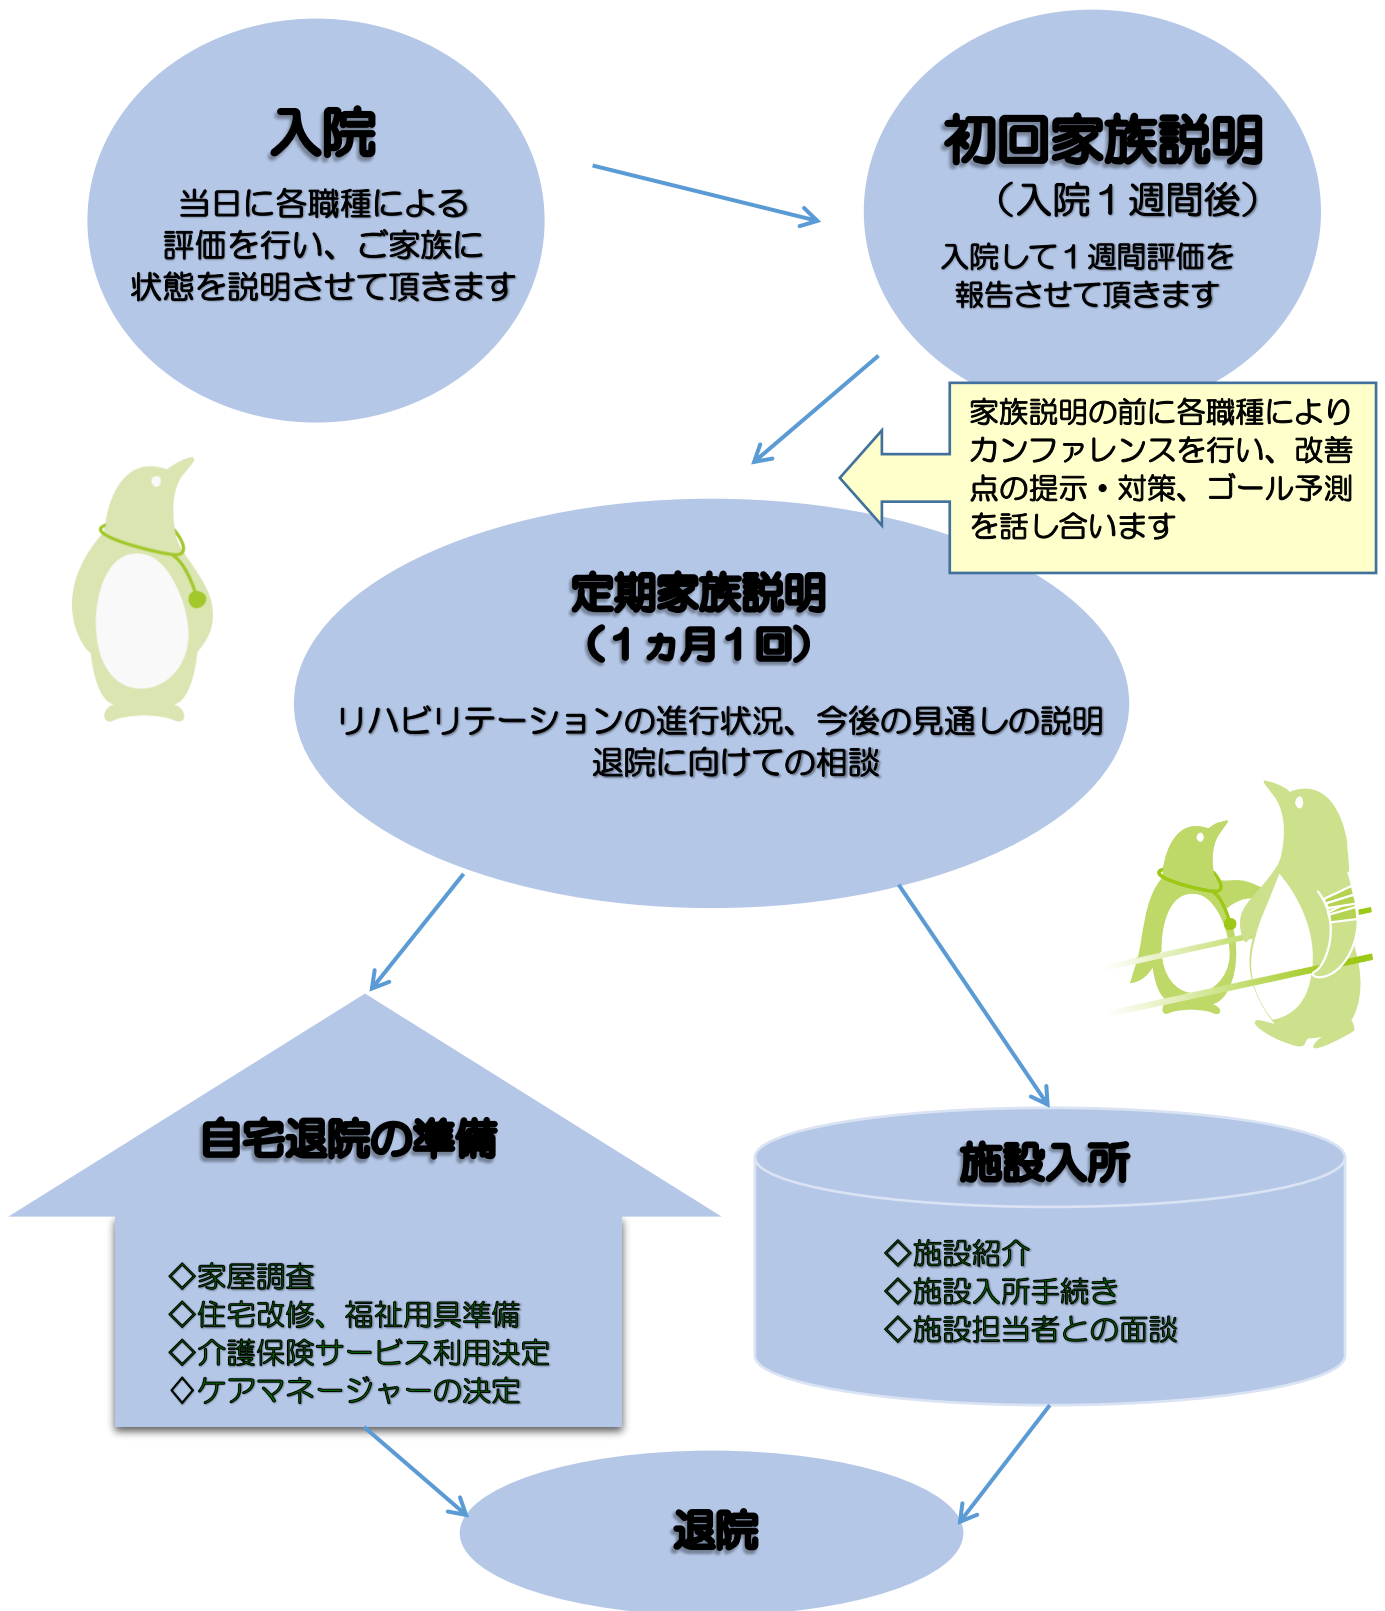 入院
当日に各職種による
評価を行い、ご家族に
状態を説明させて頂きます
初回家族説明
（入院１週間後）
入院して１週間評価を
報告させて頂きます
家族説明の前に各職種により
カンファレンスを行い、改善
点の提示・対策、ゴール予測
を話し合います
定期家族説明
（１ヵ月１回）
リハビリテーションの進行状況、今後の見通しの説明
退院に向けての相談
自宅退院の準備
◇家屋調査
◇住宅改修、福祉用具準備
◇介護保険サービス利用決定
◇ケアマネージャーの決定
施設入所
◇施設紹介
◇施設入所手続き
◇施設担当者との面談
退院